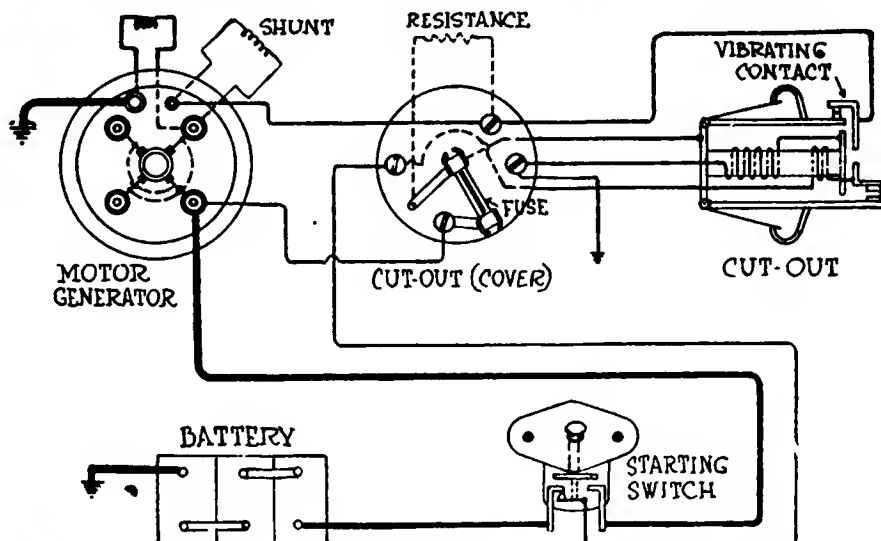 SHUNT
RESISTANCE
VIBRATING
CONTACT
FUSE
MOTOR
GENERATOR
CUT-OUT (COVER)
CUT-OUT
BATTERY
STARTING
SWITCH